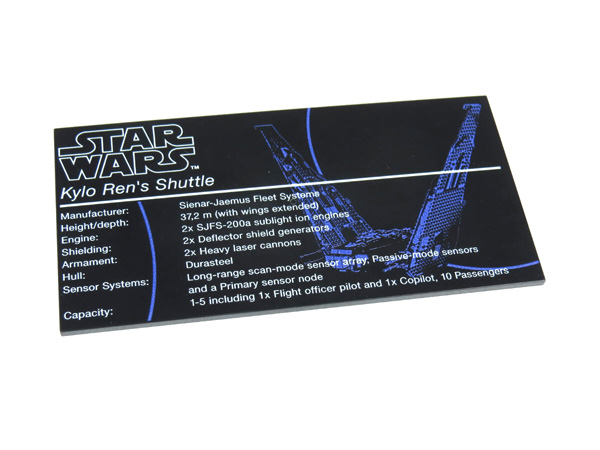 STAR
WARS™
Kylo Ren's Shuttle
Manufacturer: Sienar-Jaemus Fleet Systems
Height/depth: 37,2 m (with wings extended)
Engine: 2x SJFS-200a sublight ion engines
Shielding: 2x Deflector shield generators
Armament: 2x Heavy laser cannons
Hull: Durasteel
Sensor Systems: Long-range scan-mode sensor array, Passive-mode sensors
and a Primary sensor node
Capacity: 1-5 including 1x Flight officer pilot and 1x Copilot, 10 Passengers